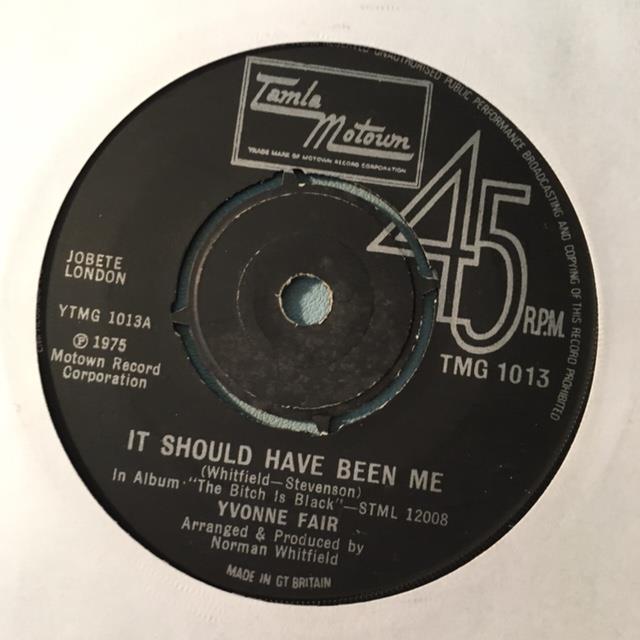 UNAUTHORISED PUBLIC PERFORMANCE BROADCASTING AND COPYING OF THIS RECORD PROHIBITED
Tamla
Motown
TRADE MARK OF MOTOWN RECORD CORPORATION
45
R.P.M.
TMG 1013
JOBETE
LONDON
YTMG 1013A
Ⓟ 1975
Motown Record
Corporation
IT SHOULD HAVE BEEN ME
(Whitfield—Stevenson)
In Album "The Bitch Is Black"—STML 12008
YVONNE FAIR
Arranged & Produced by
Norman Whitfield
MADE IN GT BRITAIN